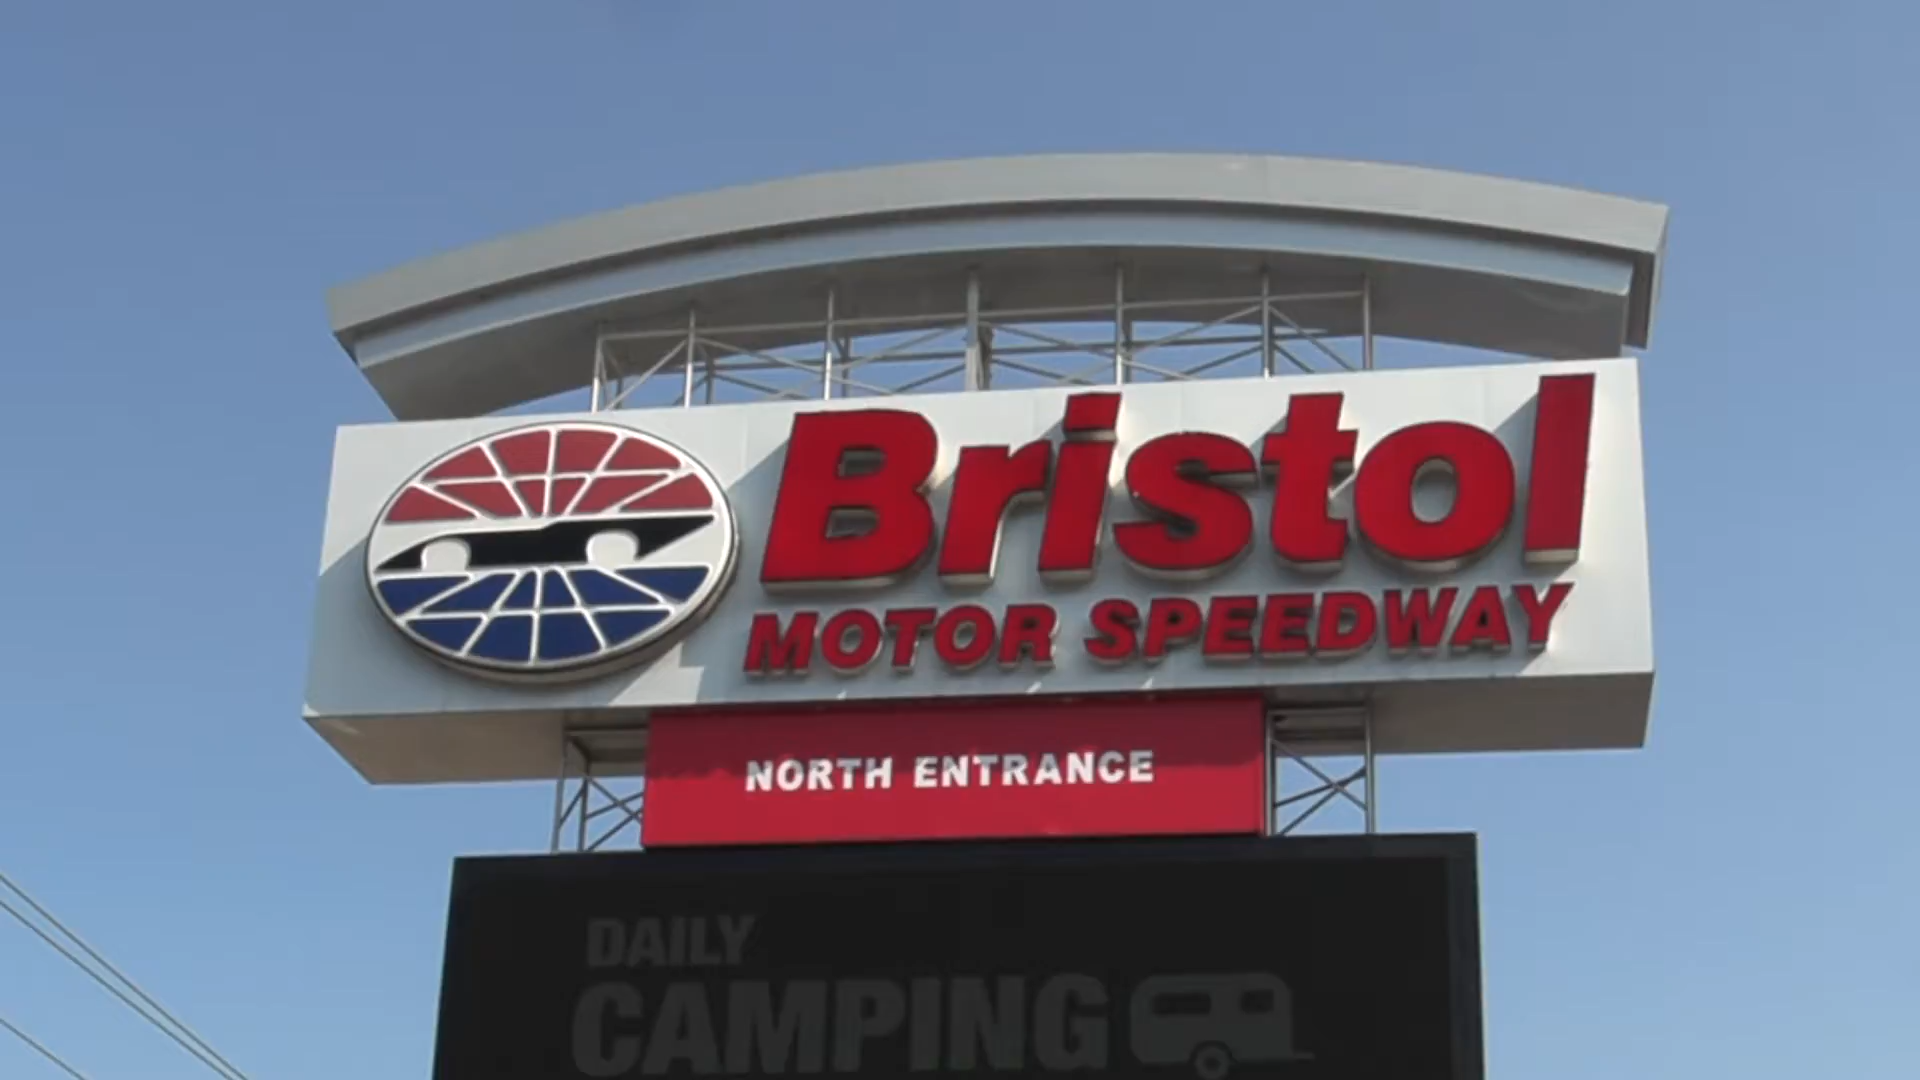 Bristol
MOTOR SPEEDWAY
NORTH ENTRANCE
DAILY
CAMPING